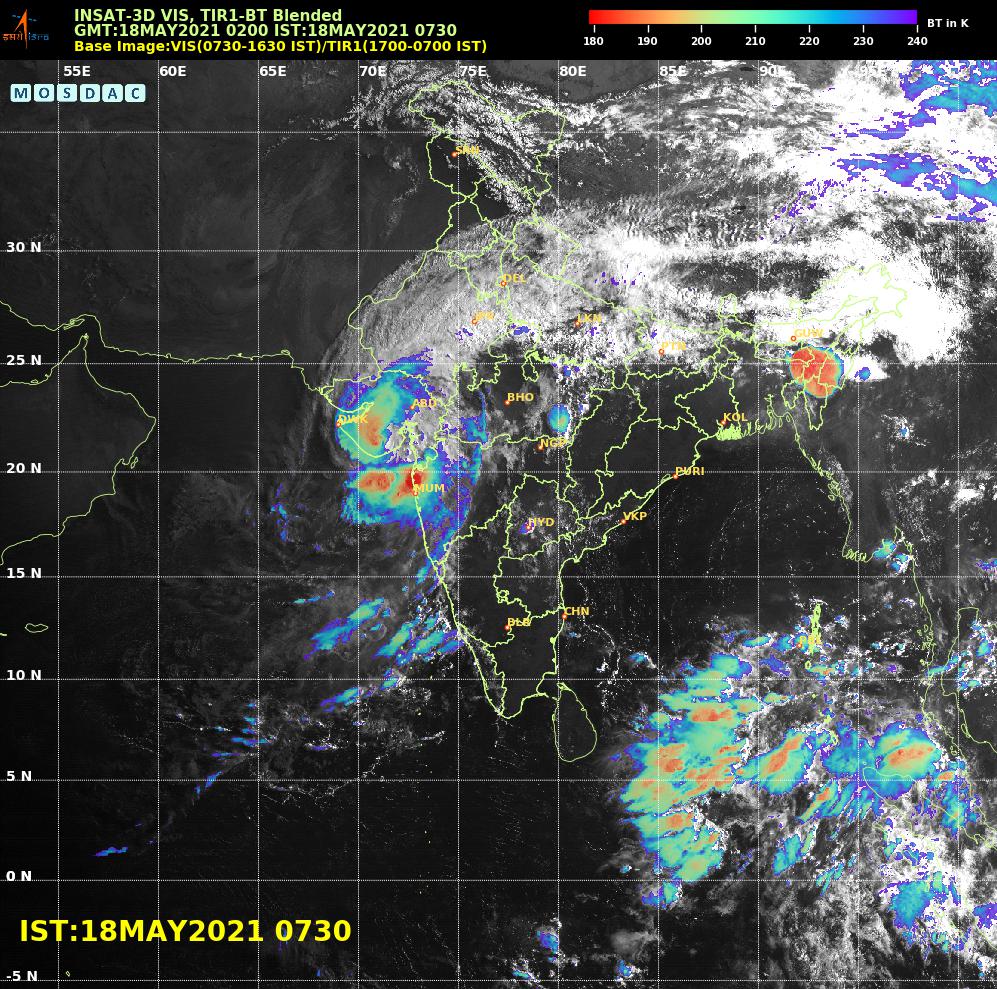 INSAT-3D VIS, TIR1-BT Blended
GMT:18MAY2021 0200 IST:18MAY2021 0730
Base Image:VIS(0730-1630 IST)/TIR1(1700-0700 IST)
BT in K
180 190 200 210 220 230 240
55E 60E 65E 70E 75E 80E 85E 90E 95E
MOSDAC
SRN
30 N
DEL
JPR
LKN
GUW
PTN
25 N
BHO
ABD
DWK
KOL
NGP
20 N
PURI
MUM
HYD
VKP
15 N
CHN
BLR
10 N
5 N
0 N
IST:18MAY2021 0730
-5 N